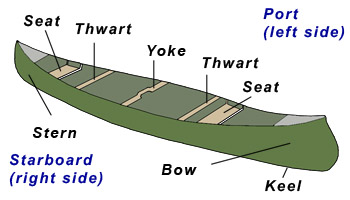 Port
(left side)
Seat
Thwart
Yoke
Thwart
Seat
Stern
Starboard
(right side)
Bow
Keel